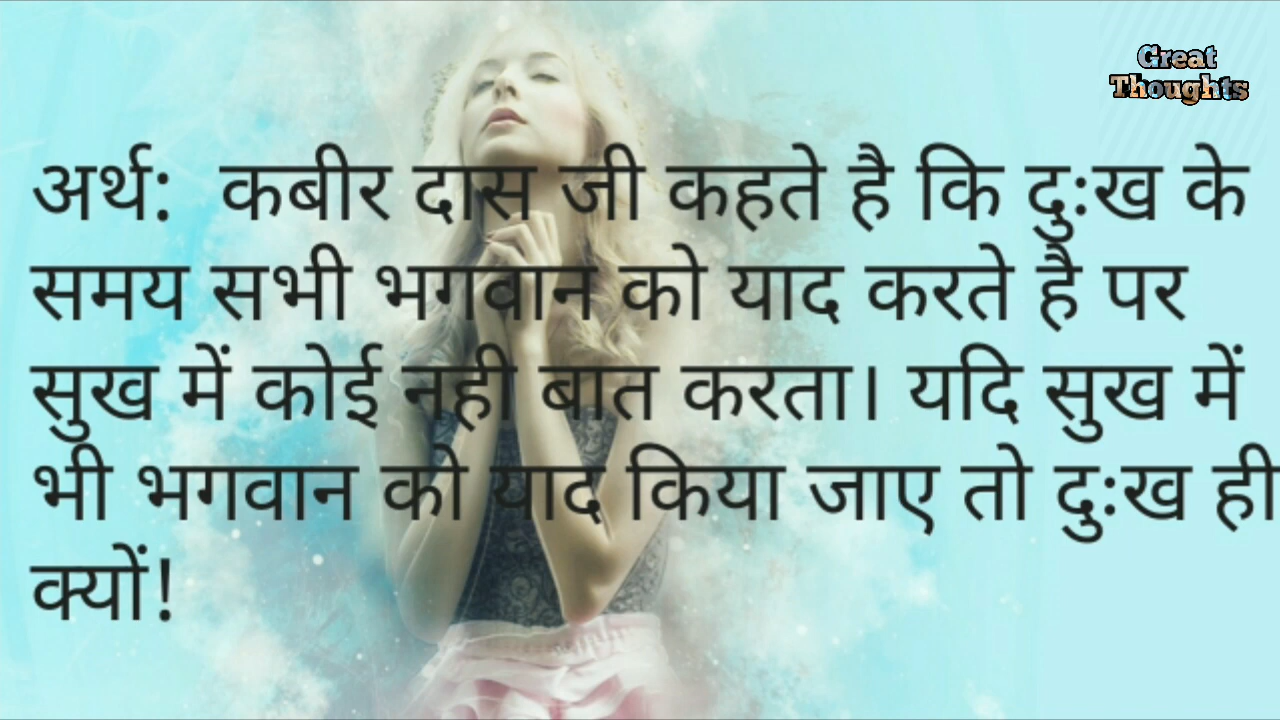 Great
Thoughts
अर्थ: कबीर दास जी कहते है कि दुःख के
समय सभी भगवान को याद करते है पर
सुख में कोई नही बात करता। यदि सुख में
भी भगवान को याद किया जाए तो दुःख ही
क्यों!